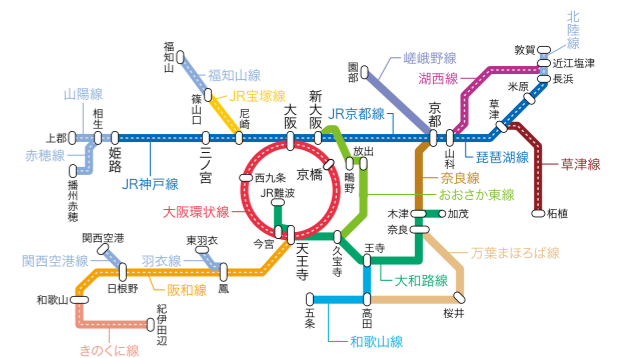 北陸線
福知山
園部
嵯峨野線
敦賀
近江塩津
福知山線
湖西線
長浜
山陽線
篠山口
JR宝塚線
米原
相生
尼崎
大阪
新大阪
JR京都線
京都
草津
上郡
姫路
三ノ宮
山科
琵琶湖線
赤穂線
放出
草津線
播州赤穂
JR神戸線
西九条
京橋
鴫野
奈良線
JR難波
おおさか東線
大阪環状線
木津
加茂
柘植
関西空港
東羽衣
今宮
天王寺
久宝寺
奈良
王寺
万葉まほろば線
関西空港線
羽衣線
日根野
阪和線
鳳
大和路線
和歌山
紀伊田辺
五条
高田
桜井
きのくに線
和歌山線